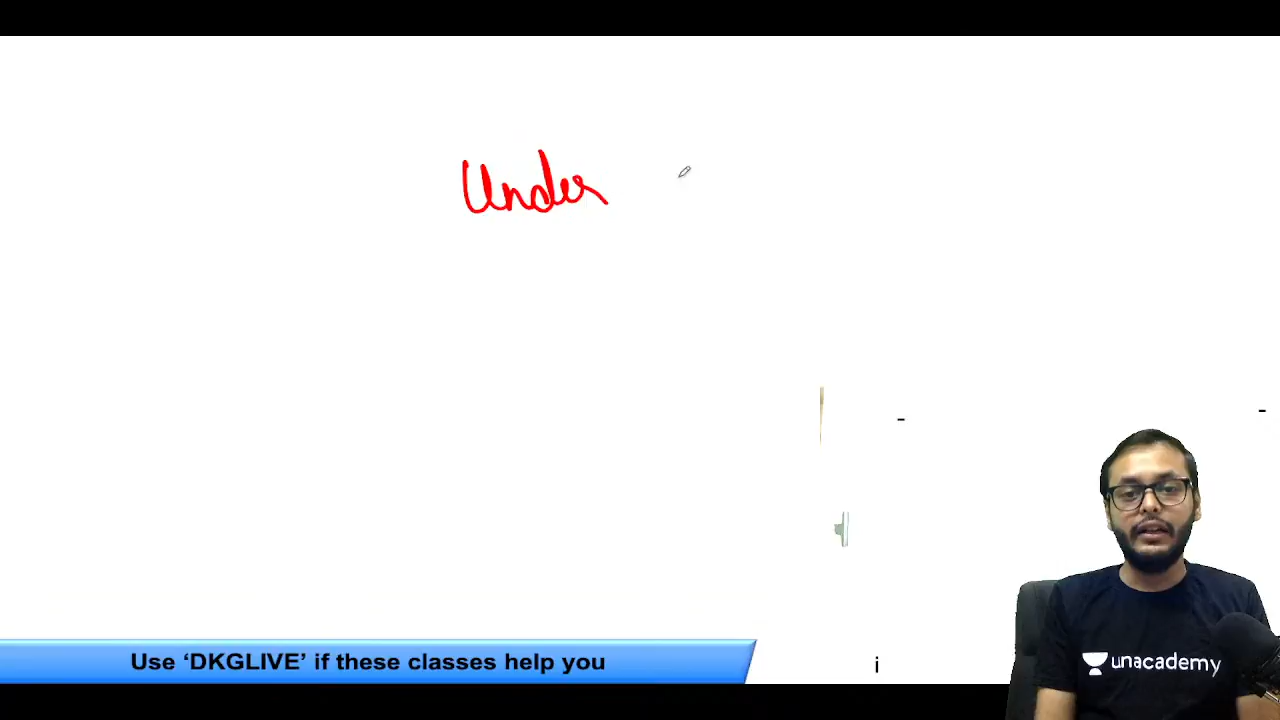 Under
-
-
unacademy
Use ‘DKGLIVE’ if these classes help you
i